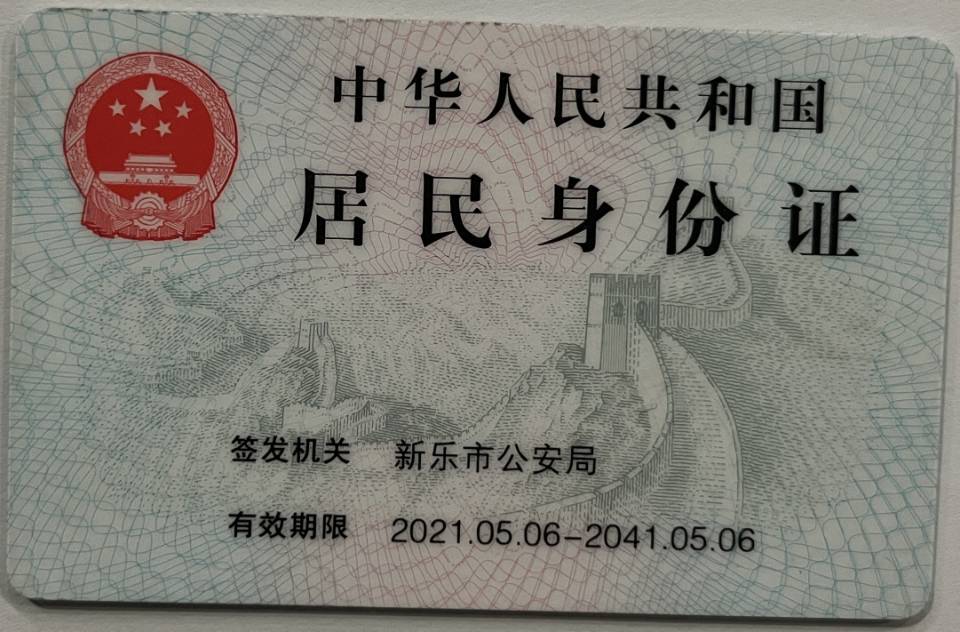 中华人民共和国
居民身份证
签发机关 新乐市公安局
有效期限 2021.05.06-2041.05.06